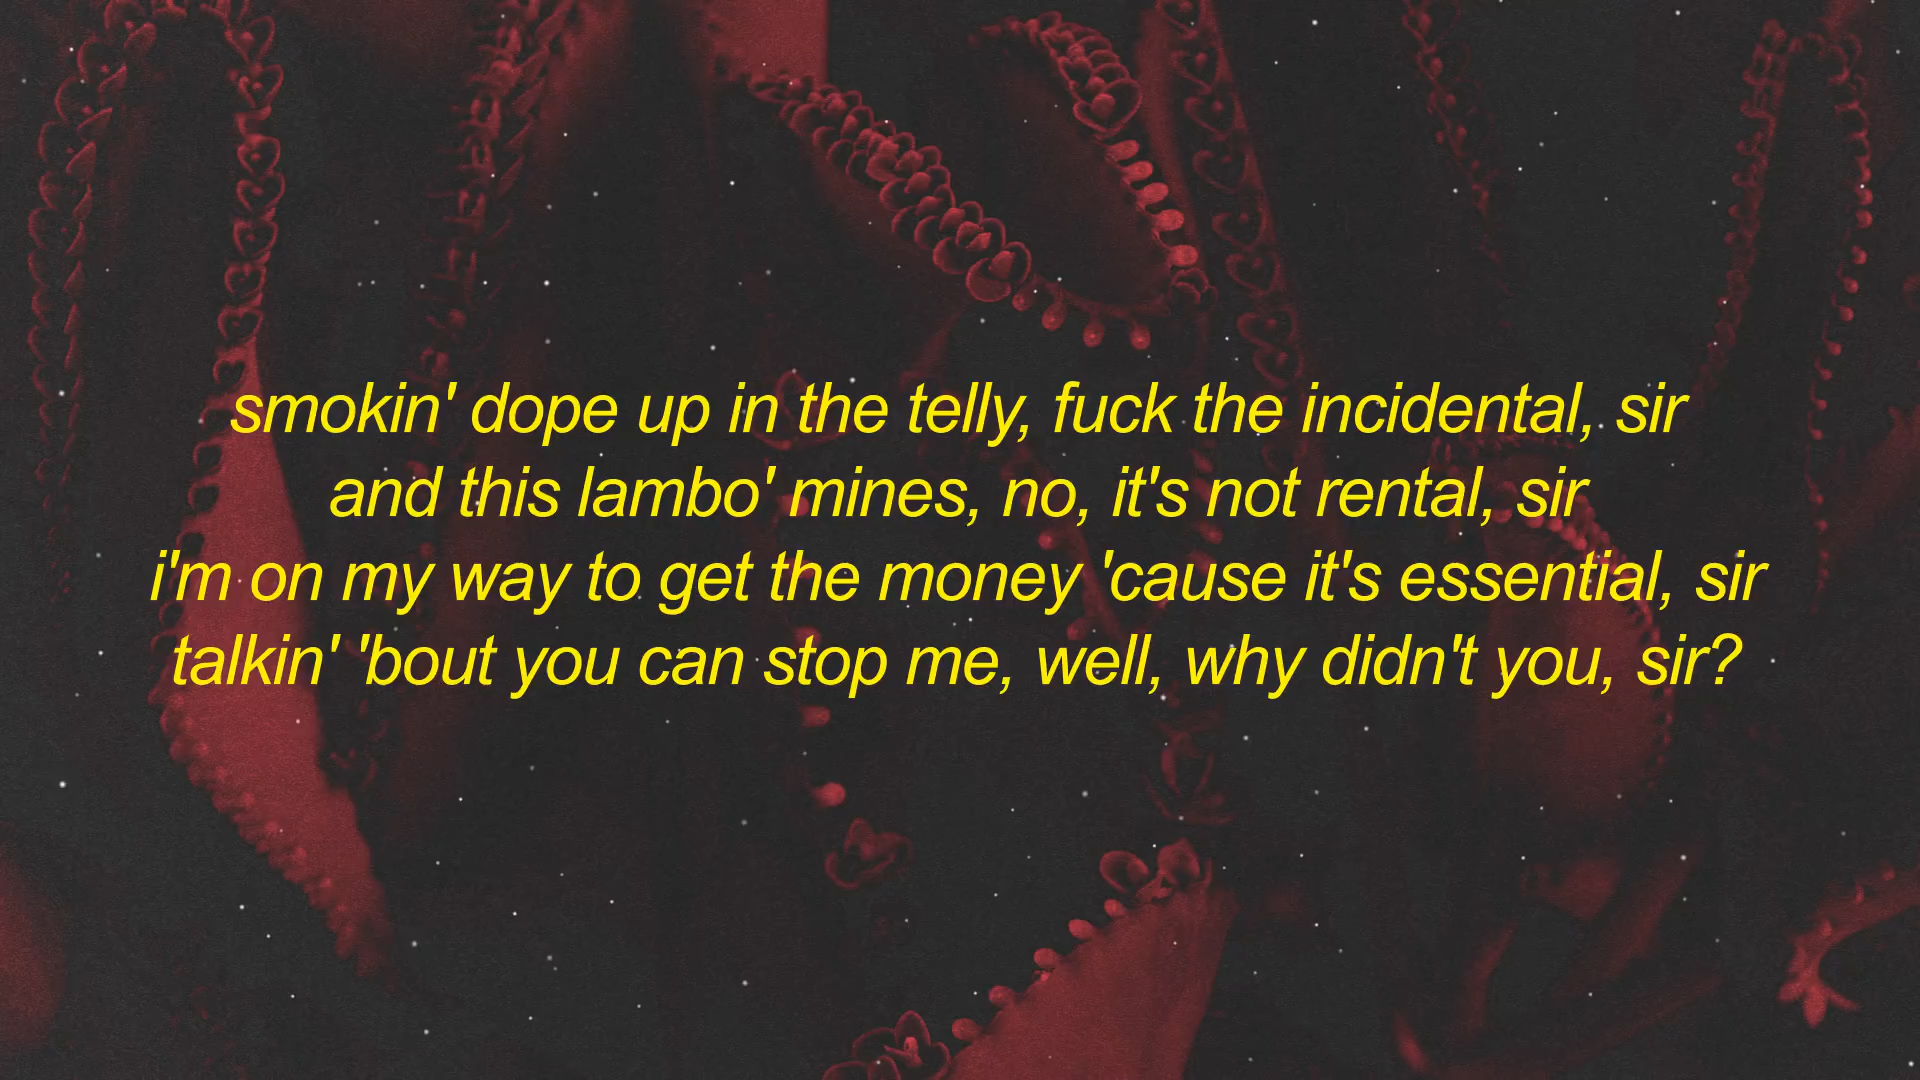 smokin' dope up in the telly, fuck the incidental, sir
and this lambo' mines, no, it's not rental, sir
i'm on my way to get the money 'cause it's essential, sir
talkin' 'bout you can stop me, well, why didn't you, sir?